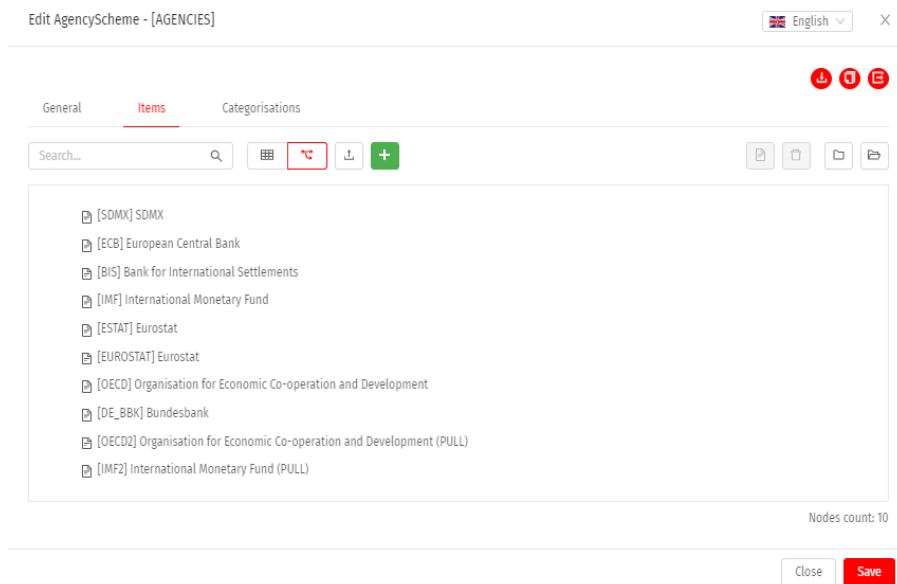 Edit AgencyScheme - [AGENCIES]
English
General Items Categorisations
Search...
[SDMX] SDMX
[ECB] European Central Bank
[BIS] Bank for International Settlements
[IMF] International Monetary Fund
[ESTAT] Eurostat
[EUROSTAT] Eurostat
[OECD] Organisation for Economic Co-operation and Development
[DE_BBK] Bundesbank
[OECD2] Organisation for Economic Co-operation and Development (PULL)
[IMF2] International Monetary Fund (PULL)
Nodes count: 10
Close Save